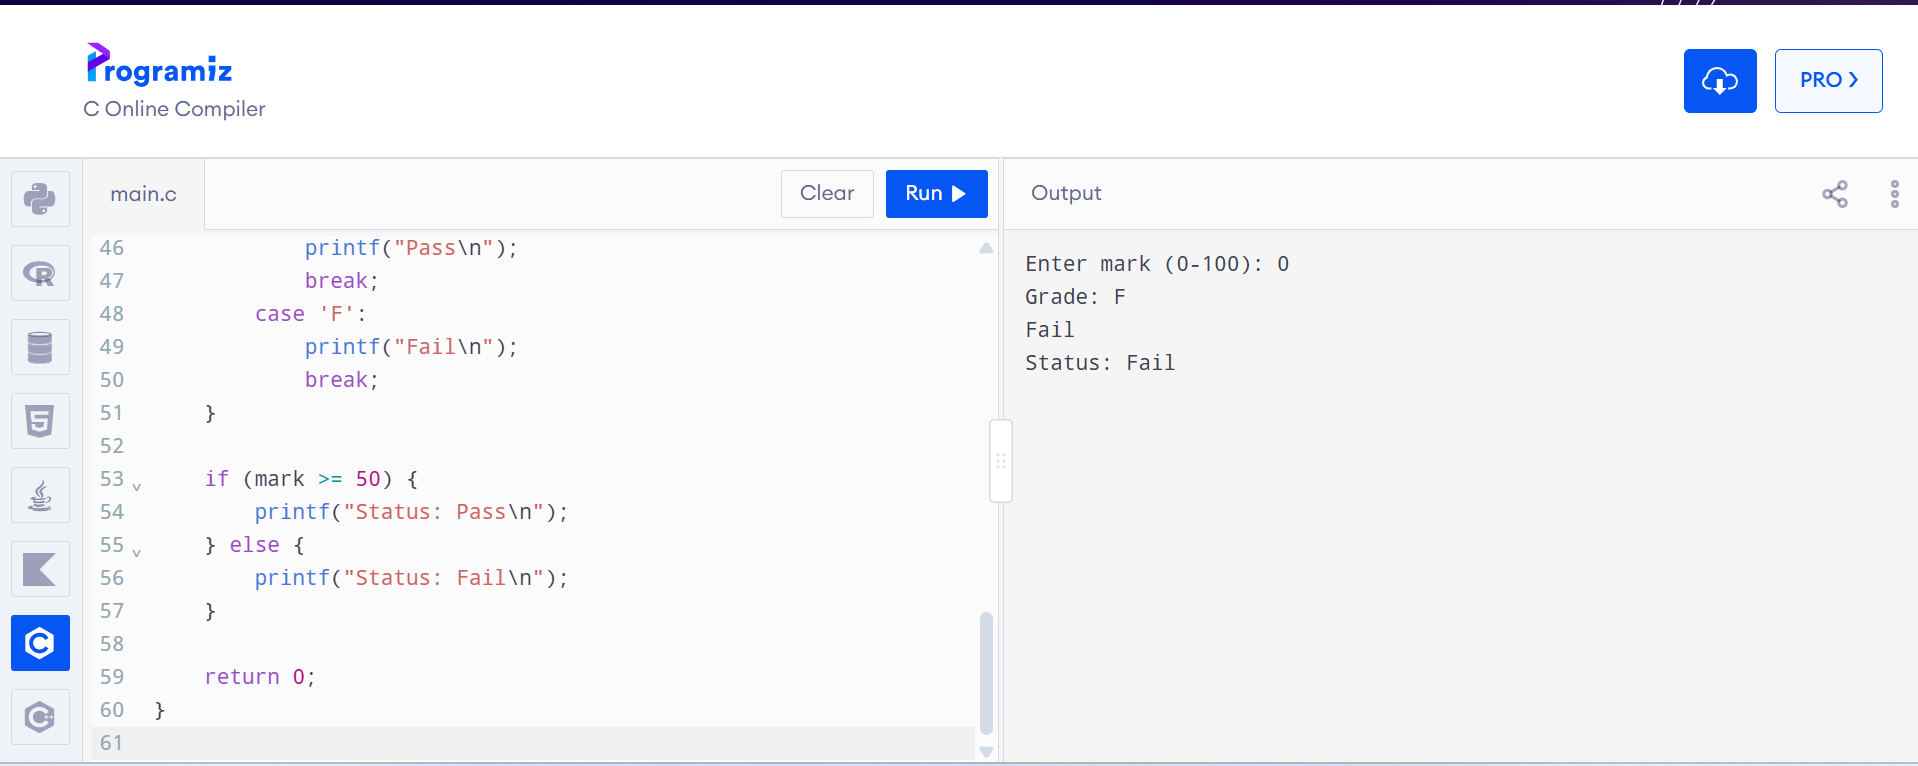 Programiz
C Online Compiler
PRO
main.c
Clear
Run
Output
46 printf("Pass\n");
47 break;
48 case 'F':
49 printf("Fail\n");
50 break;
51 }
52
53 if (mark >= 50) {
54 printf("Status: Pass\n");
55 } else {
56 printf("Status: Fail\n");
57 }
58
59 return 0;
60 }
61
Enter mark (0-100): 0
Grade: F
Fail
Status: Fail